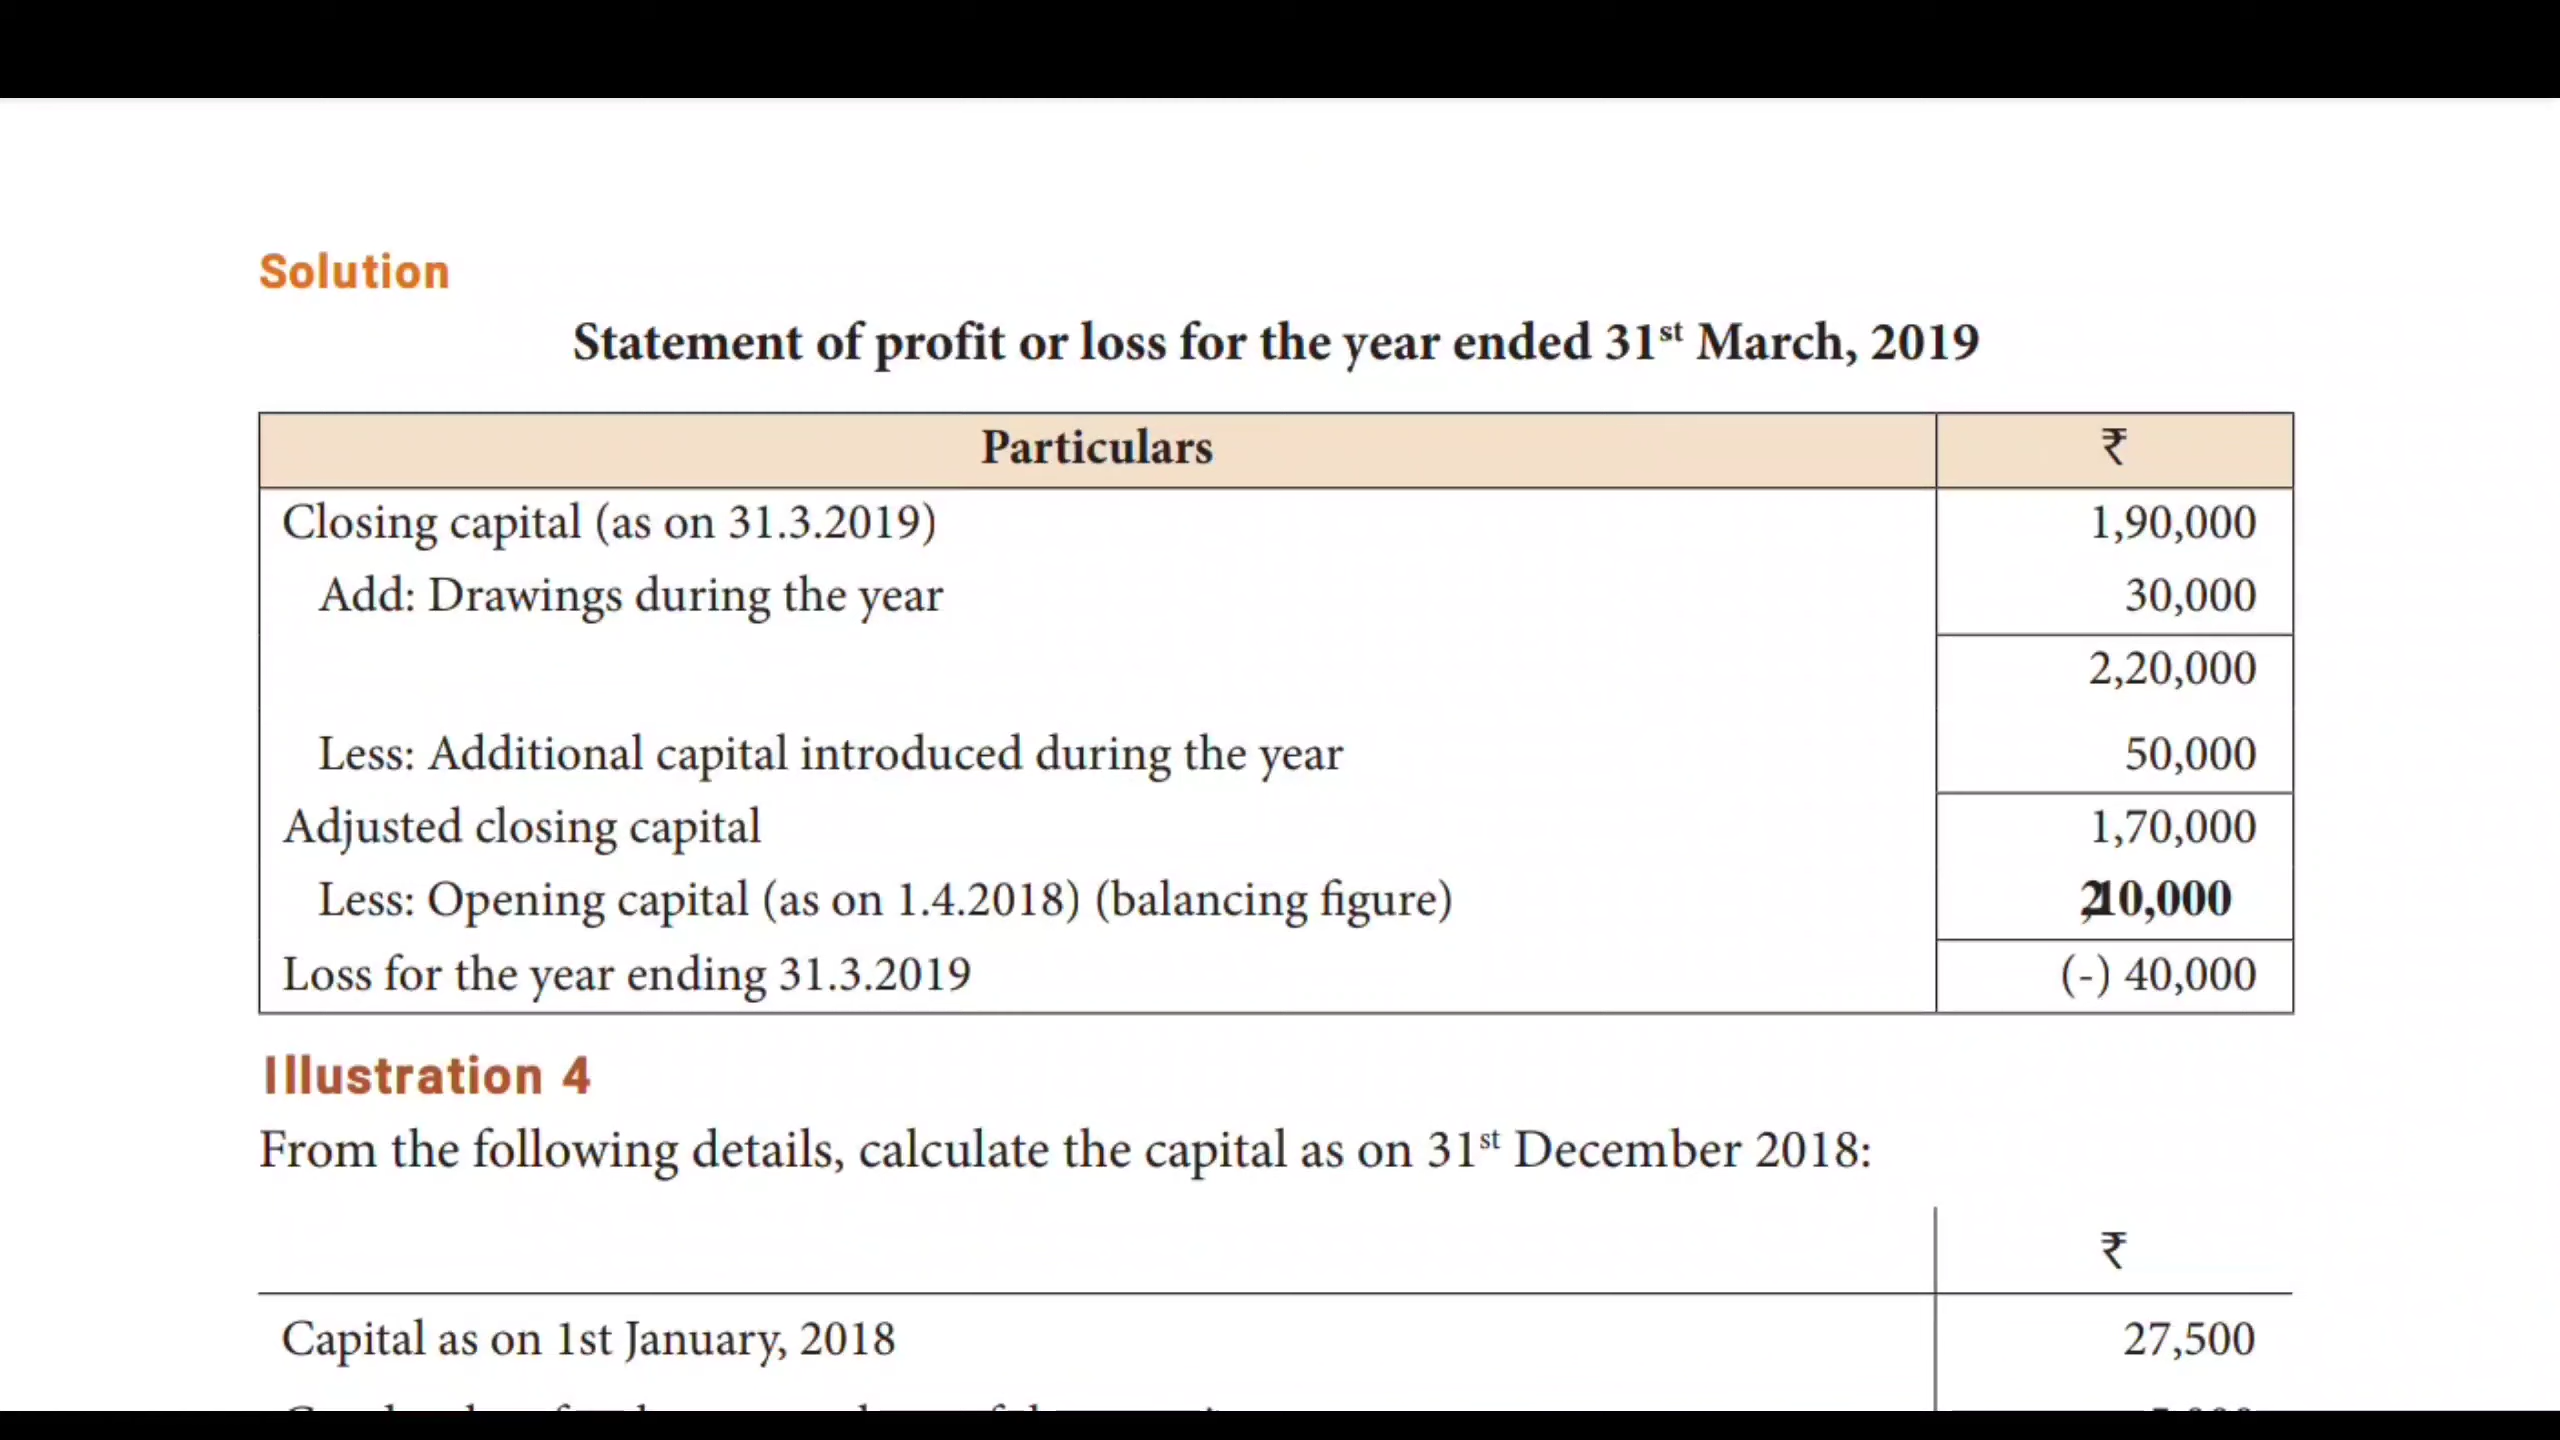 Solution
Statement of profit or loss for the year ended 31st March, 2019
Particulars ₹
Closing capital (as on 31.3.2019) 1,90,000
Add: Drawings during the year 30,000
2,20,000
Less: Additional capital introduced during the year 50,000
Adjusted closing capital 1,70,000
Less: Opening capital (as on 1.4.2018) (balancing figure) 2,10,000
Loss for the year ending 31.3.2019 (-) 40,000
Illustration 4
From the following details, calculate the capital as on 31st December 2018:
₹
Capital as on 1st January, 2018 27,500